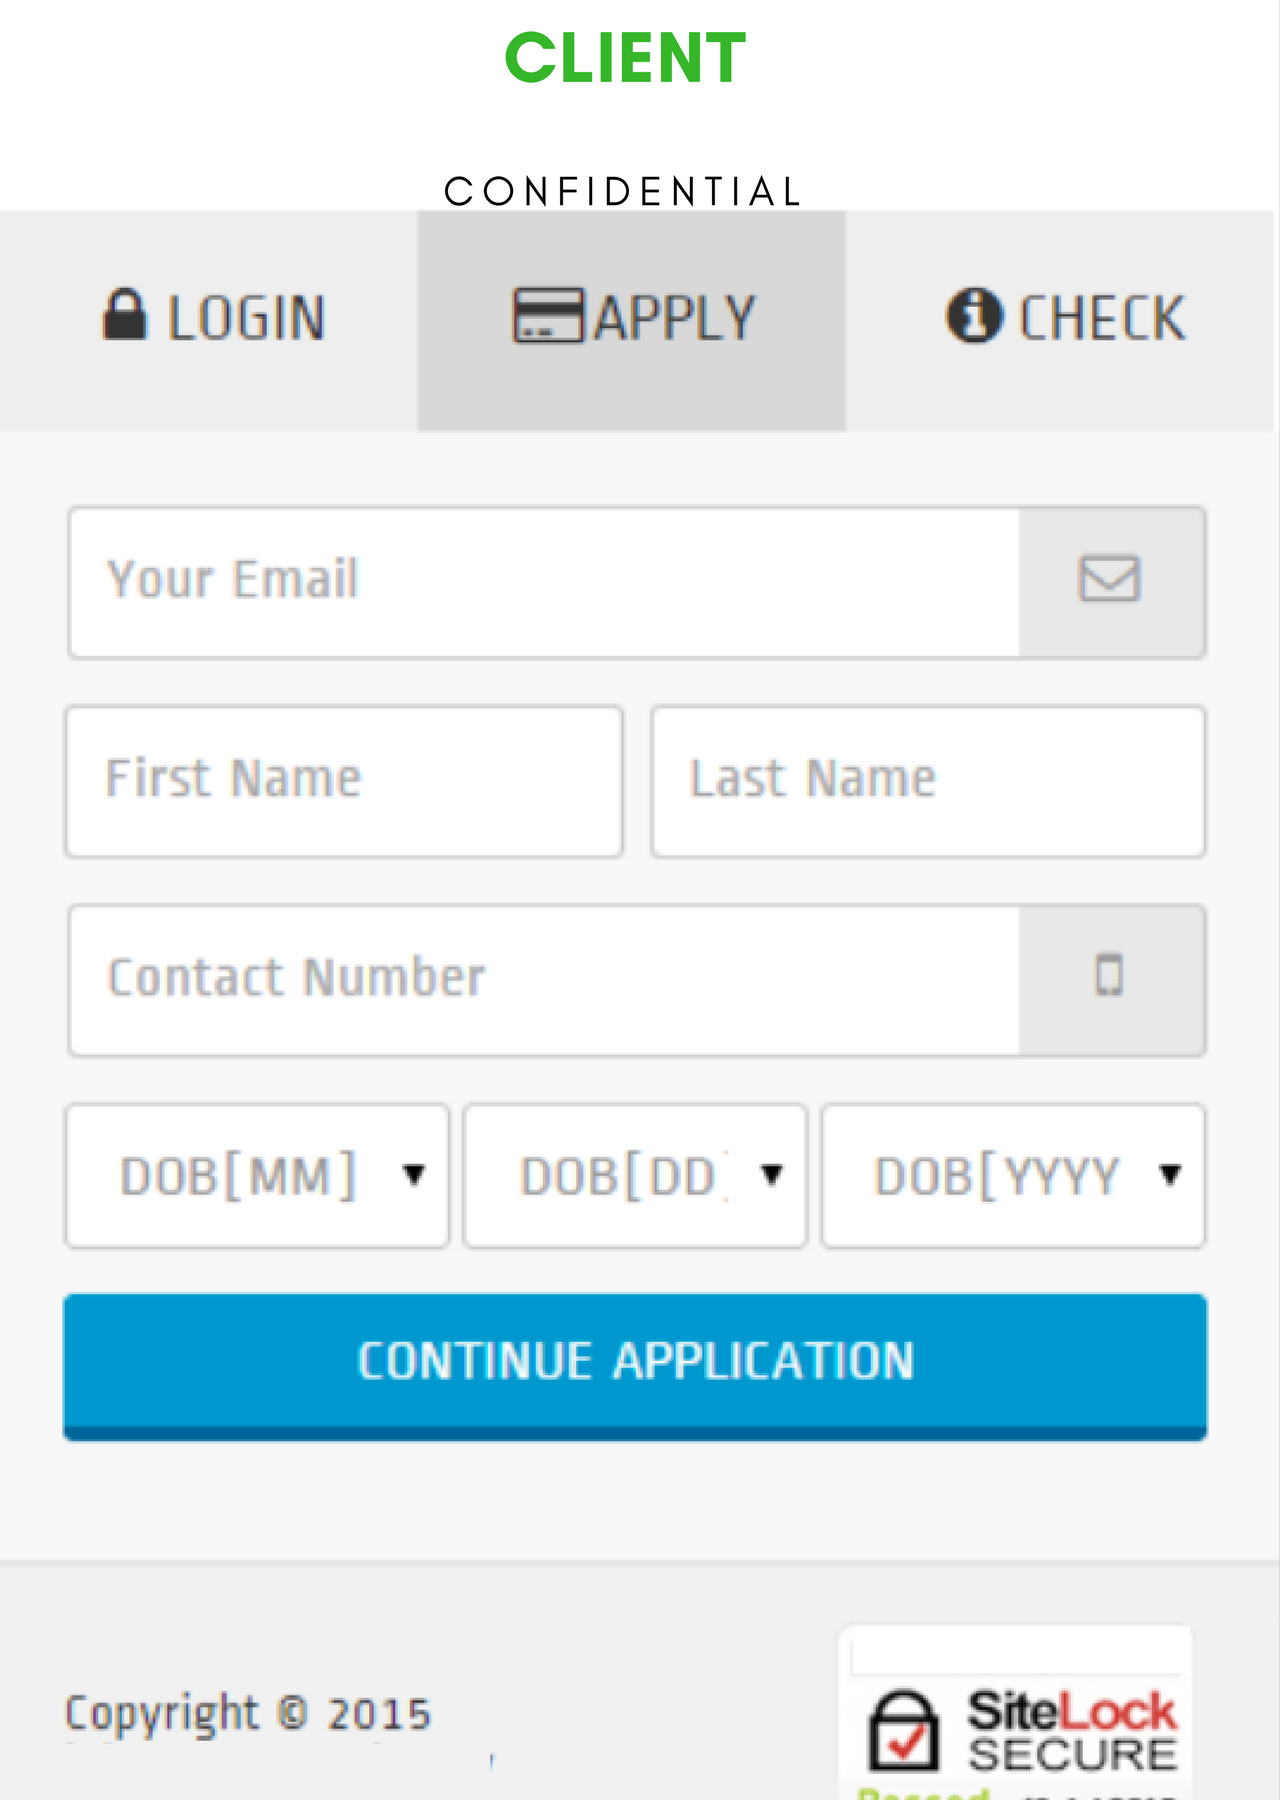 CLIENT
CONFIDENTIAL
LOGIN APPLY CHECK
Your Email
First Name Last Name
Contact Number
DOB[MM] DOB[DD DOB[YYYY
CONTINUE APPLICATION
Copyright © 2015
SiteLock
SECURE
Passed